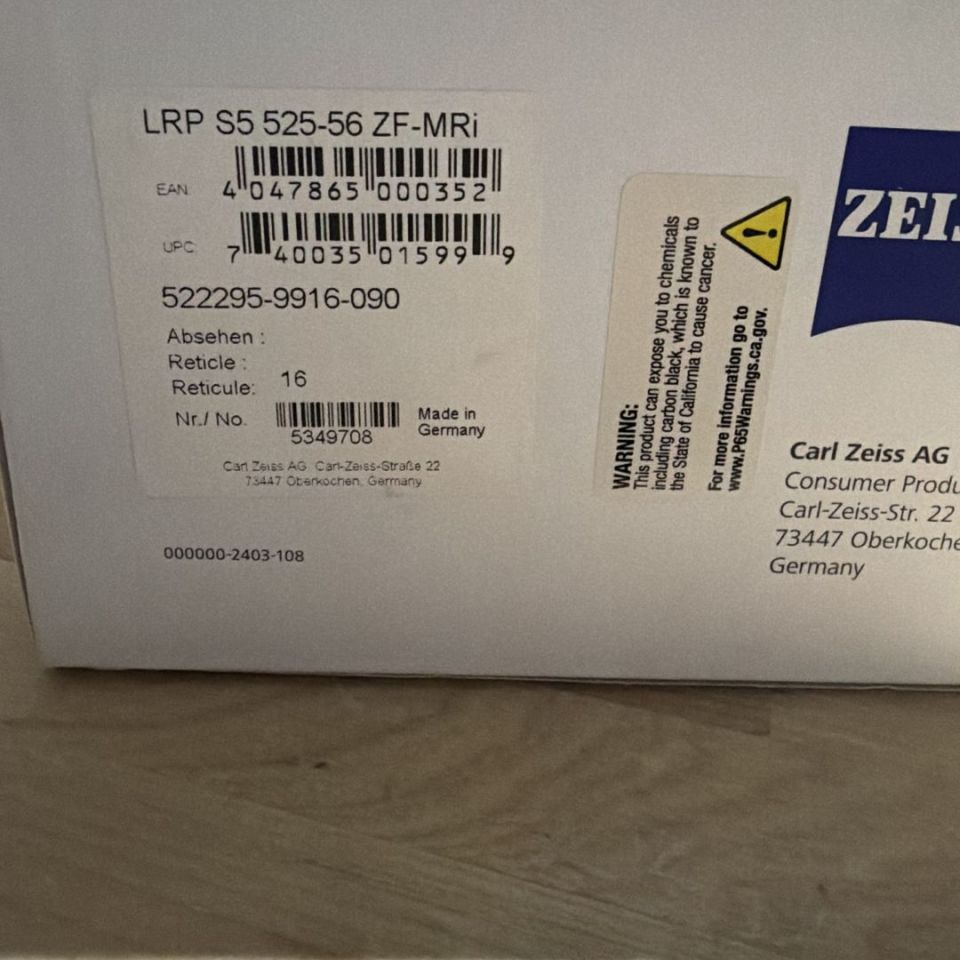 LRP S5 525-56 ZF-MRi
EAN 4 047865 000352
UPC 7 40035 01599 9
522295-9916-090
Absehen :
Reticle :
Reticule: 16
Nr./ No. 5349708
Made in
Germany
Carl Zeiss AG Carl-Zeiss-Straße 22
73447 Oberkochen, Germany
000000-2403-108
WARNING:
This product can expose you to chemicals
including carbon black, which is known to
the State of California to cause cancer.
For more information go to
www.P65Warnings.ca.gov.
ZEIS
Carl Zeiss AG
Consumer Produ
Carl-Zeiss-Str. 22
73447 Oberkoche
Germany